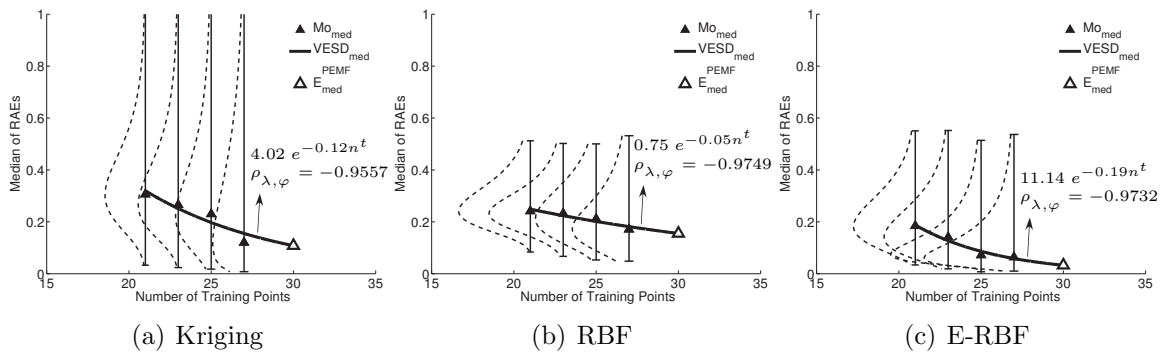 1
0.8
0.6
0.4
0.2
0
15 20 25 30 35
Number of Training Points
Median of RAEs
Mo_med
VESD_med
E_med^PEMF
4.02 e^{-0.12n^t}
ρ_{λ,φ} = −0.9557
(a) Kriging
1
0.8
0.6
0.4
0.2
0
15 20 25 30 35
Number of Training Points
Median of RAEs
Mo_med
VESD_med
E_med^PEMF
0.75 e^{-0.05n^t}
ρ_{λ,φ} = −0.9749
(b) RBF
1
0.8
0.6
0.4
0.2
0
15 20 25 30 35
Number of Training Points
Median of RAEs
Mo_med
VESD_med
E_med^PEMF
11.14 e^{-0.19n^t}
ρ_{λ,φ} = −0.9732
(c) E-RBF